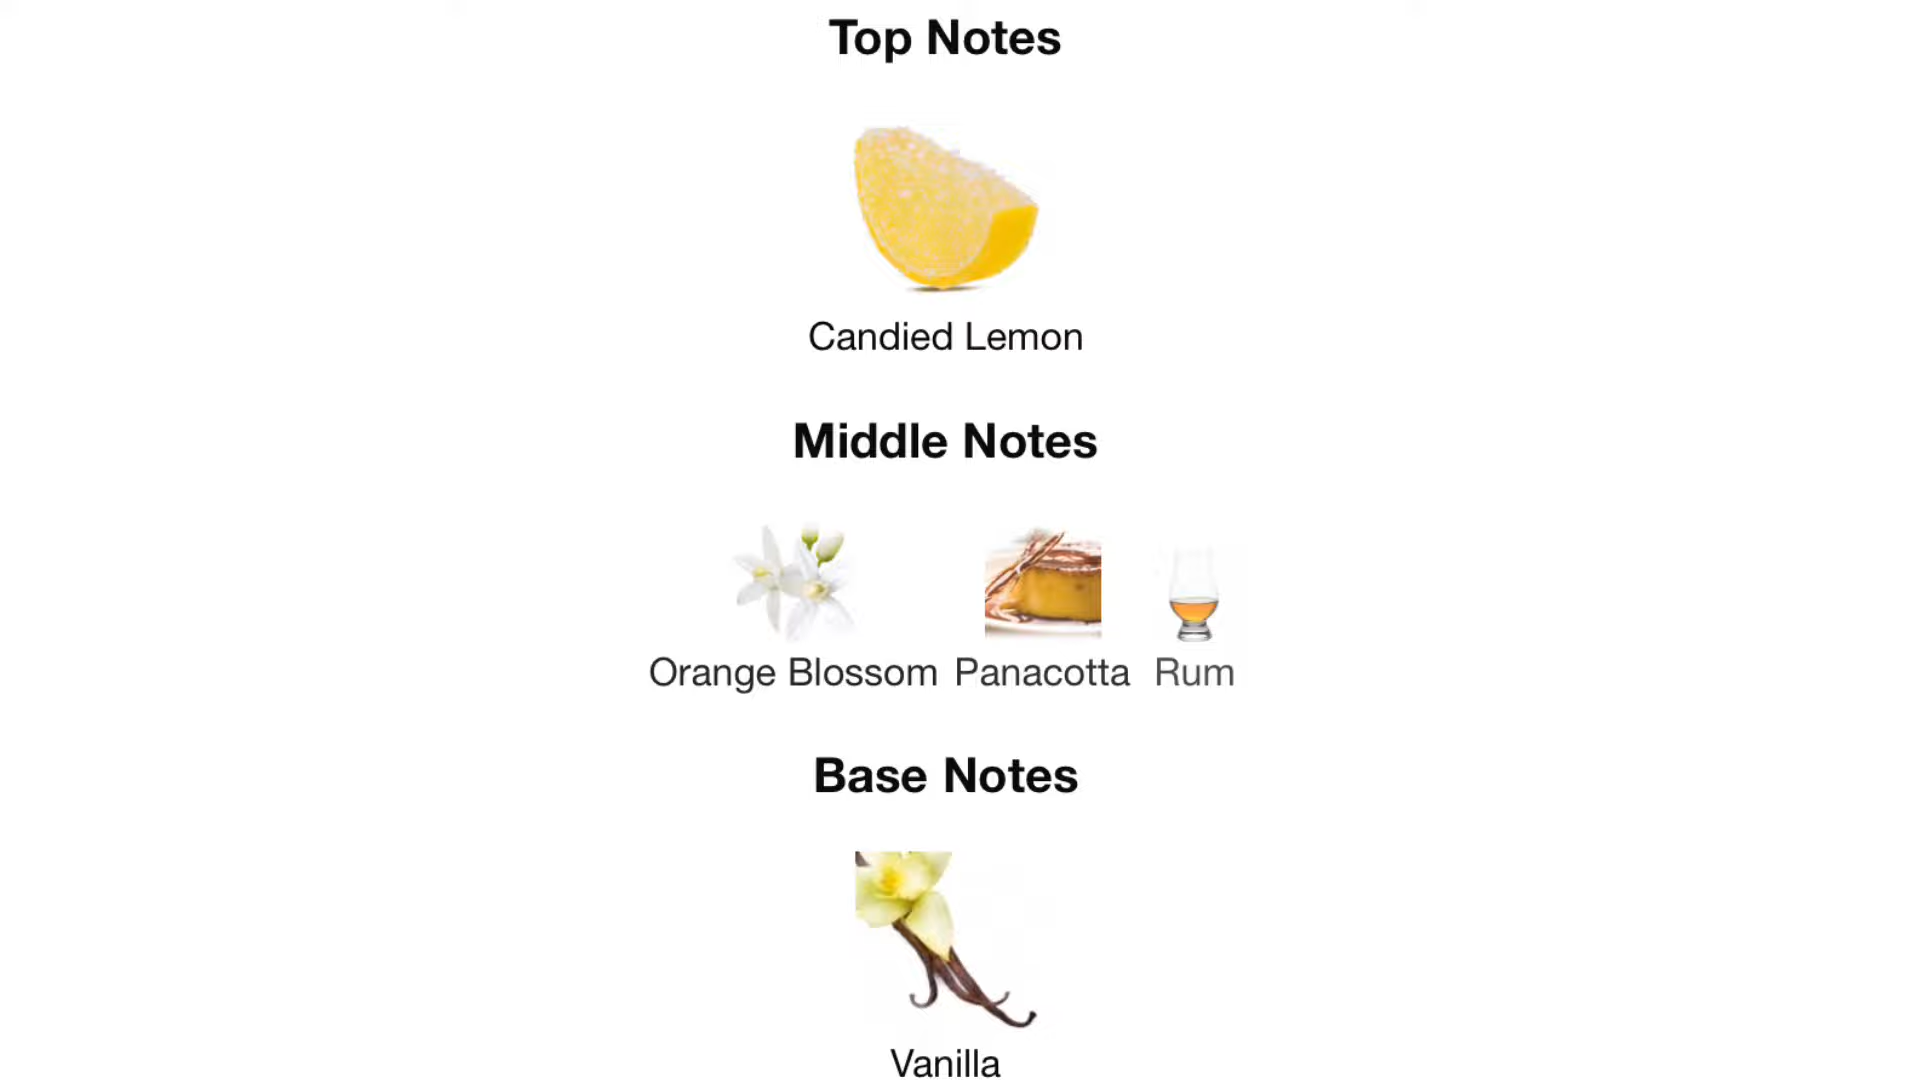 Top Notes
Candied Lemon
Middle Notes
Orange Blossom Panacotta Rum
Base Notes
Vanilla